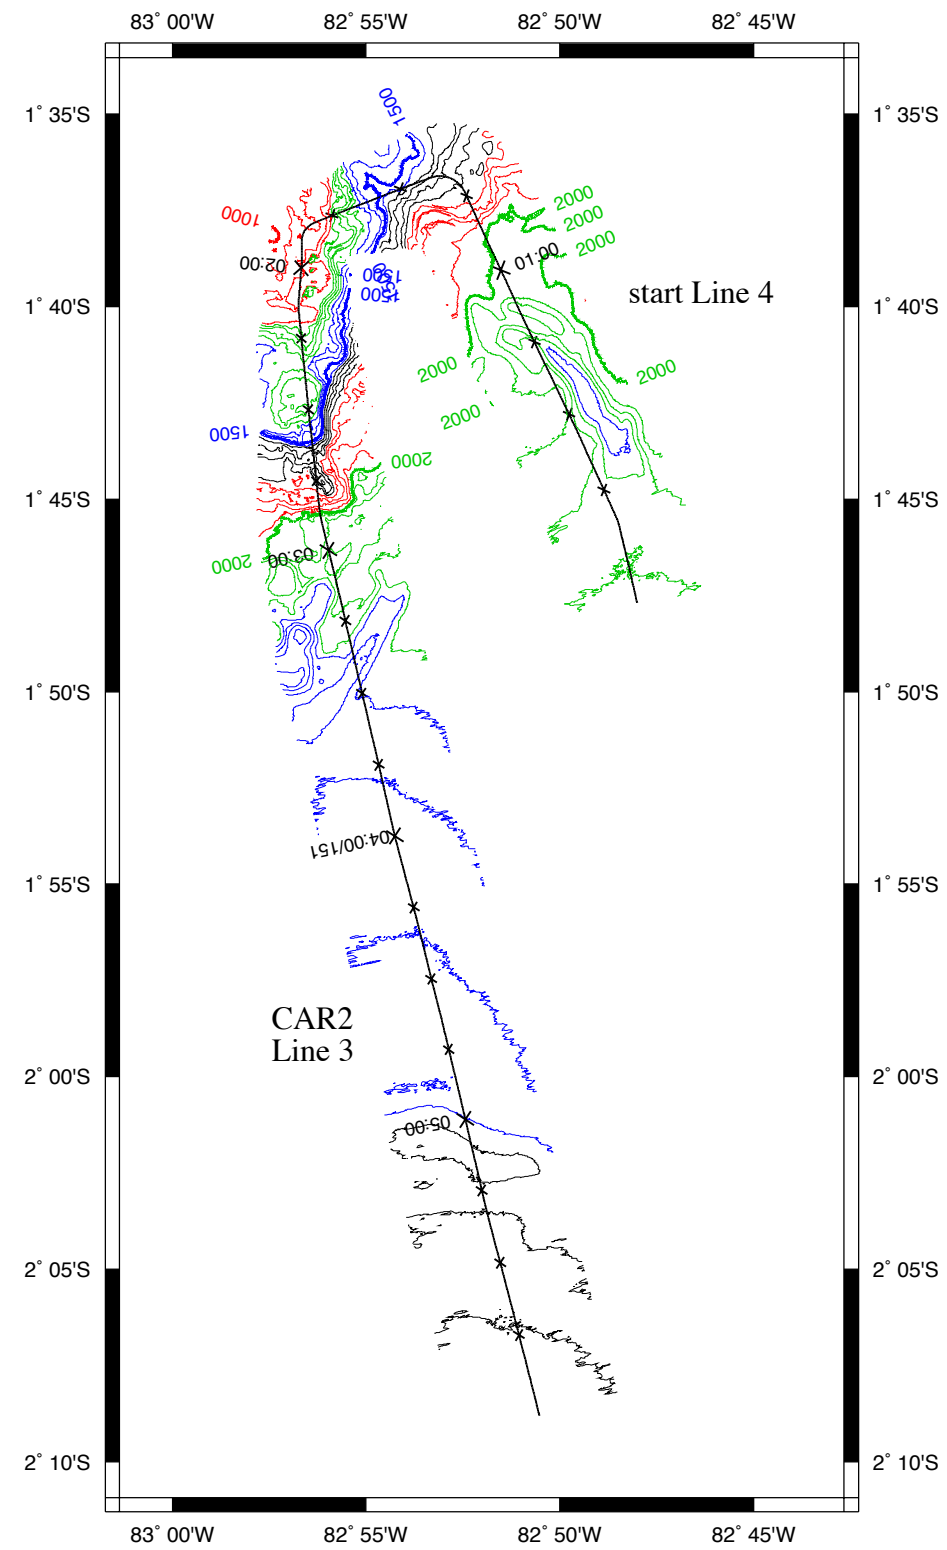 83° 00'W
82° 55'W
82° 50'W
82° 45'W
1° 35'S
1° 35'S
1500
2000
1000
2000
2000
01:00
02:00
1500
1500
start Line 4
1° 40'S
1° 40'S
2000
2000
2000
1500
2000
1° 45'S
1° 45'S
2000
03:00
1° 50'S
1° 50'S
04:00/151
1° 55'S
1° 55'S
CAR2
Line 3
2° 00'S
2° 00'S
05:00
2° 05'S
2° 05'S
2° 10'S
2° 10'S
83° 00'W
82° 55'W
82° 50'W
82° 45'W